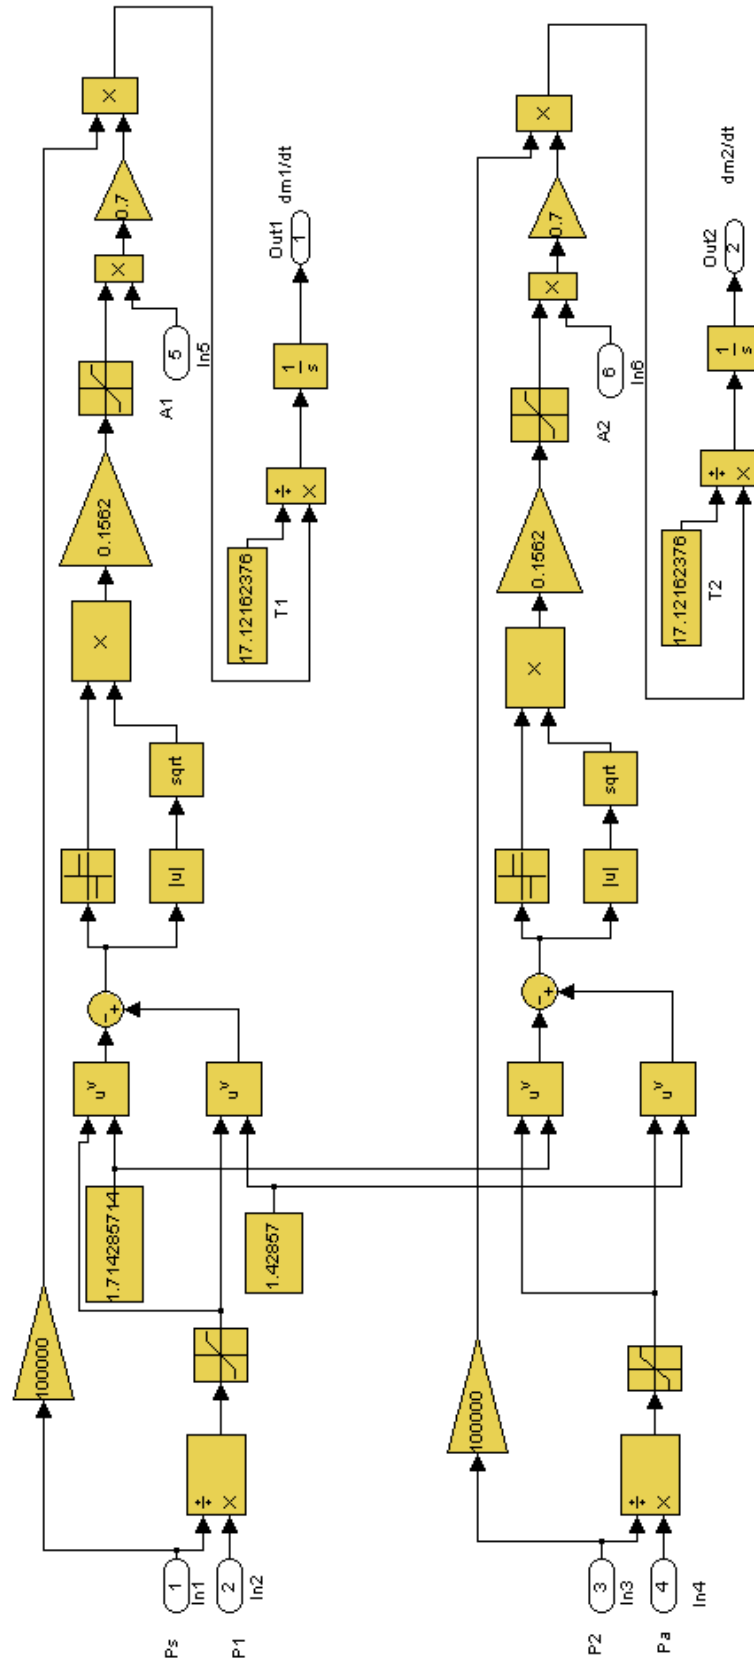 Ps
1
In1
P1
2
In2
÷
×
100000
1.714285714
1.42857
u^v
u^v
-
+
|u|
sqrt
×
0.1562
A1
5
In5
×
0.7
×
17.12162376
T1
÷
×
1
s
Out1
1
dm1/dt
P2
3
In3
Pa
4
In4
÷
×
100000
u^v
u^v
-
+
|u|
sqrt
×
0.1562
A2
6
In6
×
0.7
×
17.12162376
T2
÷
×
1
s
Out2
2
dm2/dt